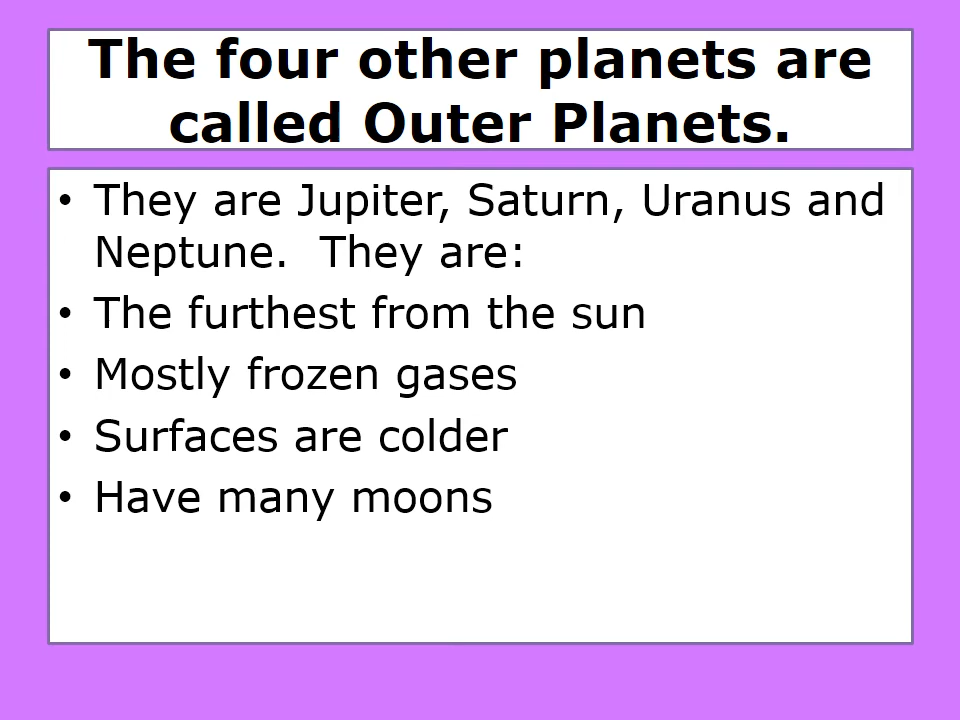 The four other planets are
called Outer Planets.
• They are Jupiter, Saturn, Uranus and
Neptune.  They are:
• The furthest from the sun
• Mostly frozen gases
• Surfaces are colder
• Have many moons